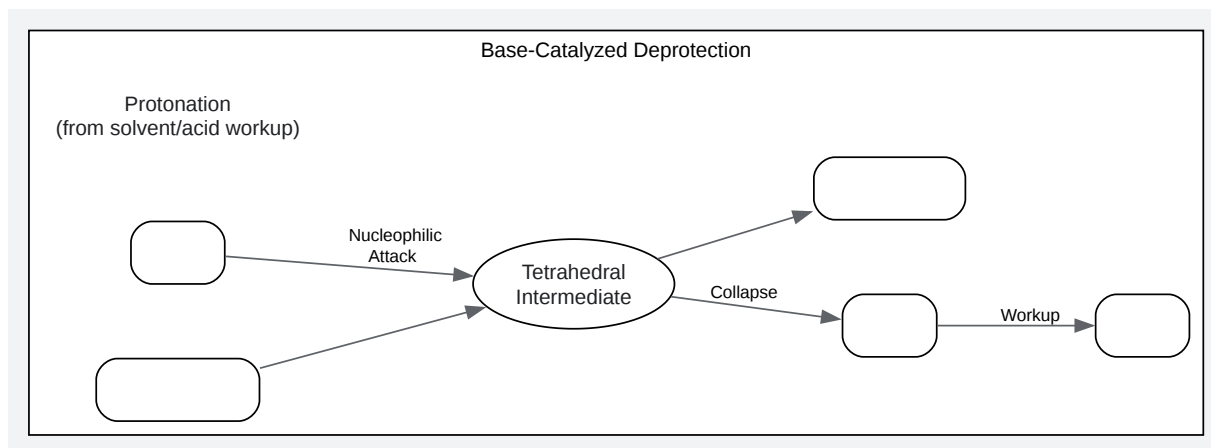 Base-Catalyzed Deprotection
Protonation
(from solvent/acid workup)
Nucleophilic
Attack
Tetrahedral
Intermediate
Collapse
Workup